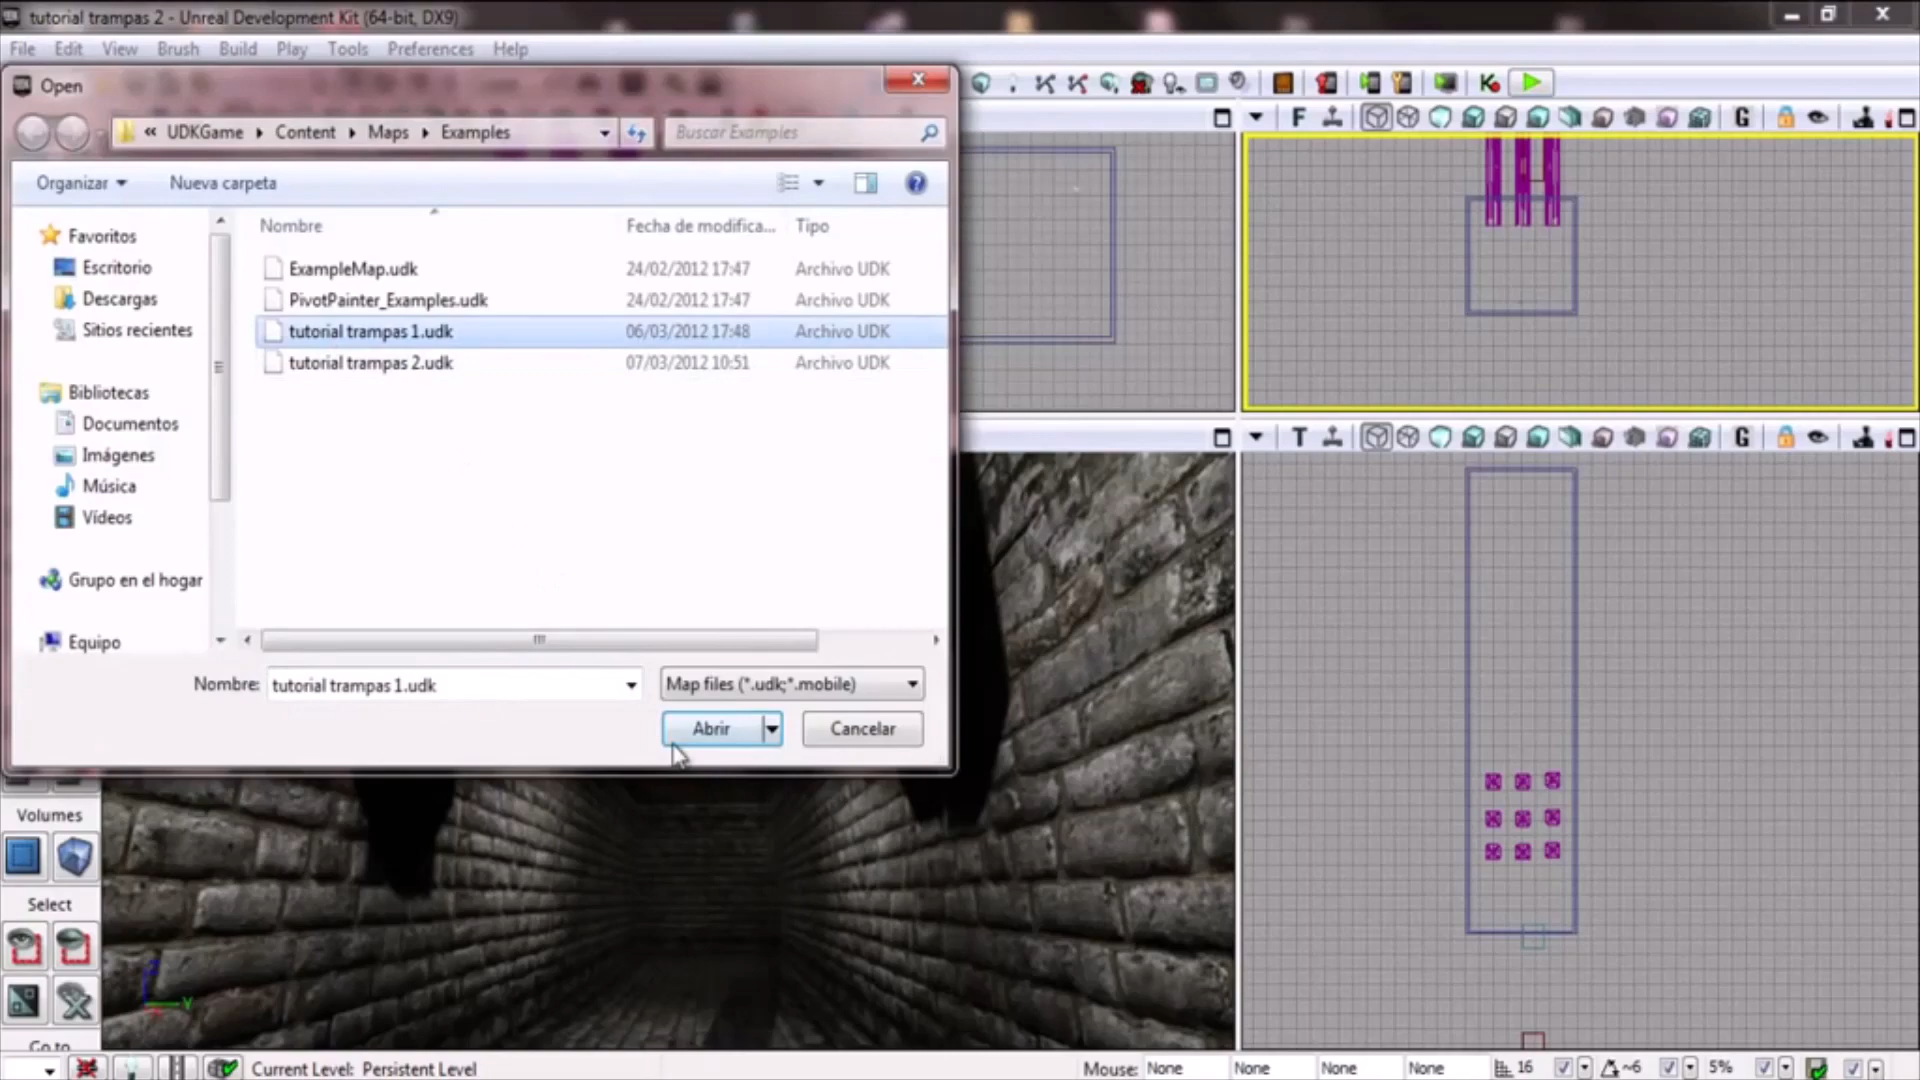 tutorial trampas 2 - Unreal Development Kit (64-bit, DX9)
File Edit View Brush Build Play Tools Preferences Help
Open
« UDKGame Content Maps Examples
Buscar Examples
Organizar
Nueva carpeta
Nombre Fecha de modifica... Tipo
ExampleMap.udk 24/02/2012 17:47 Archivo UDK
PivotPainter_Examples.udk 24/02/2012 17:47 Archivo UDK
tutorial trampas 1.udk 06/03/2012 17:48 Archivo UDK
tutorial trampas 2.udk 07/03/2012 10:51 Archivo UDK
Favoritos
Escritorio
Descargas
Sitios recientes
Bibliotecas
Documentos
Imágenes
Música
Vídeos
Grupo en el hogar
Equipo
Nombre: tutorial trampas 1.udk
Map files (*.udk;*.mobile)
Abrir
Cancelar
F G
T G
Volumes
Select
Go to
Z
Y
Current Level: Persistent Level
Mouse: None None None None 16 ~6 5%